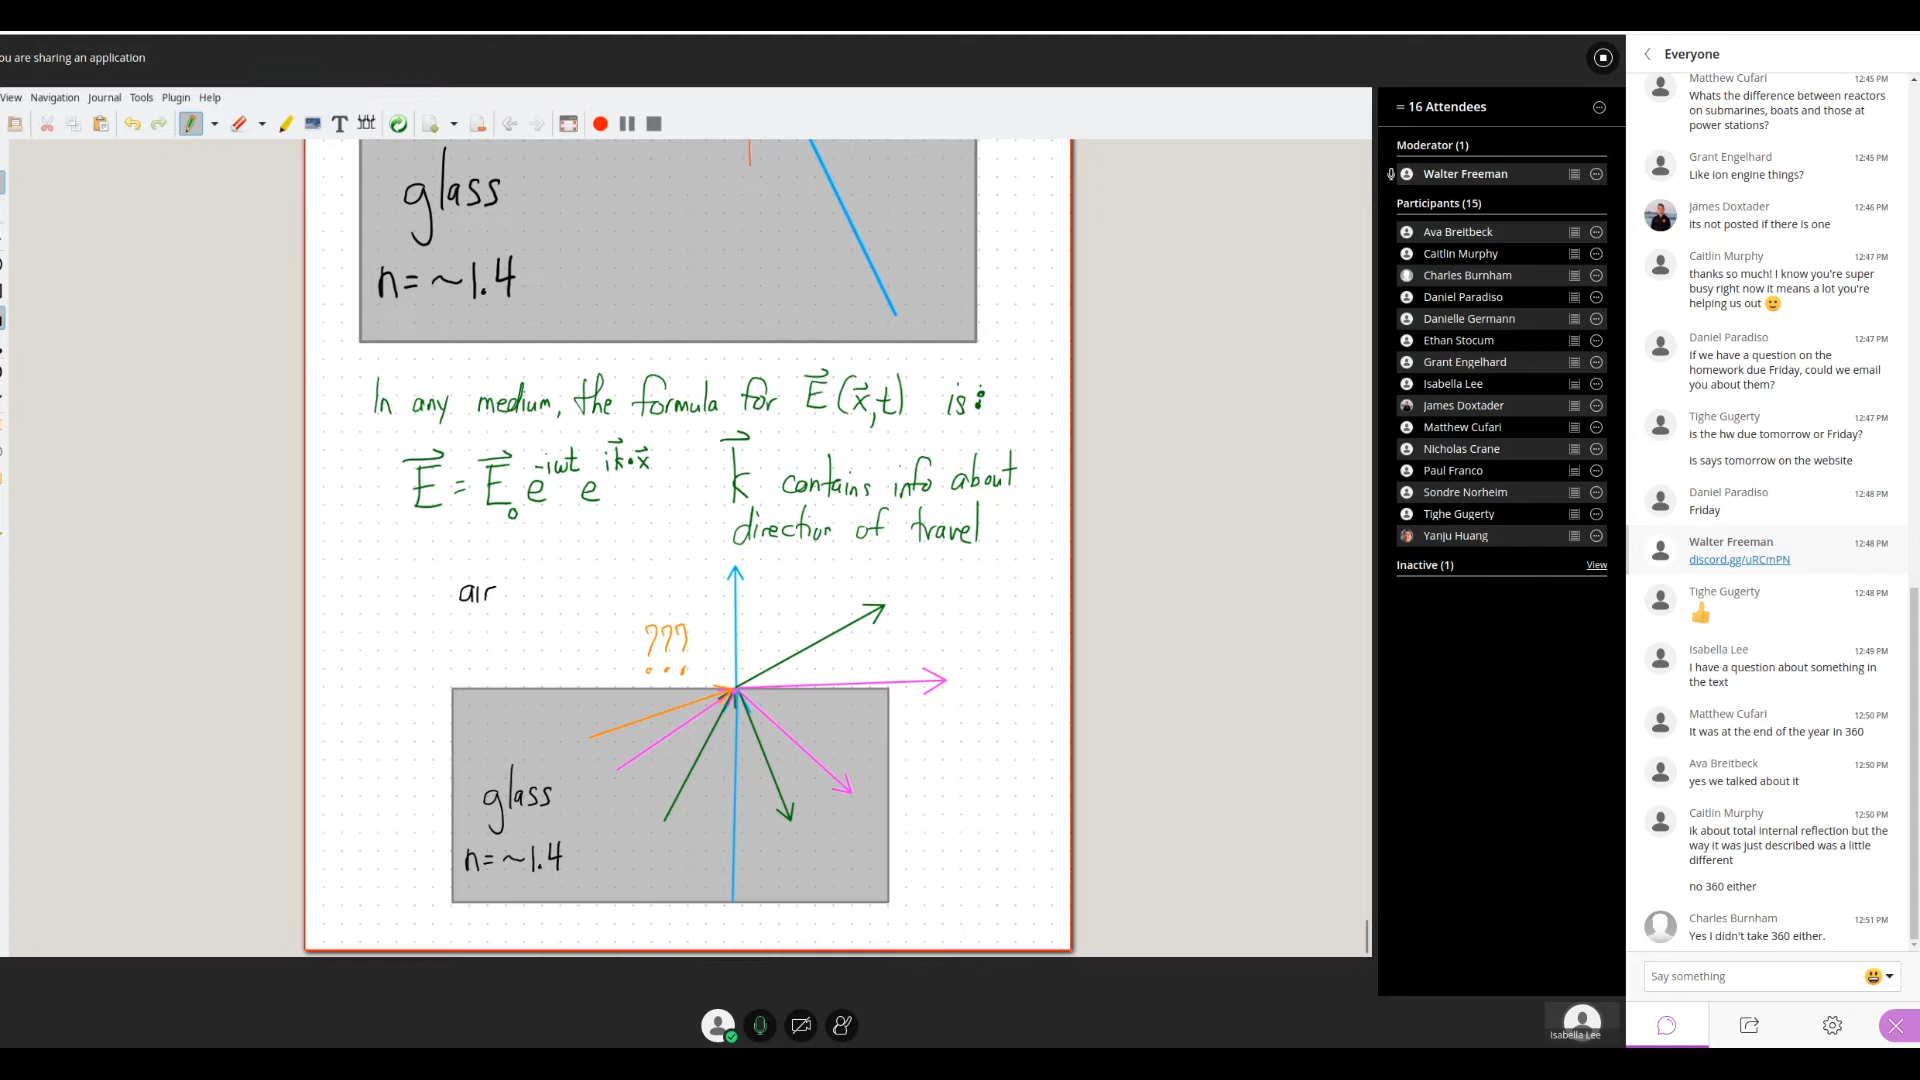 ou are sharing an application
View Navigation Journal Tools Plugin Help
glass
n= ~1.4
In any medium, the formula for E(x,t) is:
E = E0 e^-iωt e^ik•x
k contains info about
direction of travel
air
???
glass
n= ~1.4
16 Attendees
Moderator (1)
Walter Freeman
Participants (15)
Ava Breitbeck
Caitlin Murphy
Charles Burnham
Daniel Paradiso
Danielle Germann
Ethan Stocum
Grant Engelhard
Isabella Lee
James Doxtader
Matthew Cufari
Nicholas Crane
Paul Franco
Sondre Norheim
Tighe Gugerty
Yanju Huang
Inactive (1) View
Isabella Lee
Everyone
Matthew Cufari 12:45 PM
Whats the difference between reactors
on submarines, boats and those at
power stations?
Grant Engelhard 12:45 PM
Like ion engine things?
James Doxtader 12:46 PM
its not posted if there is one
Caitlin Murphy 12:47 PM
thanks so much! I know you're super
busy right now it means a lot you're
helping us out
Daniel Paradiso 12:47 PM
If we have a question on the
homework due Friday, could we email
you about them?
Tighe Gugerty 12:47 PM
is the hw due tomorrow or Friday?
is says tomorrow on the website
Daniel Paradiso 12:48 PM
Friday
Walter Freeman 12:48 PM
discord.gg/uRCmPN
Tighe Gugerty 12:48 PM
Isabella Lee 12:49 PM
I have a question about something in
the text
Matthew Cufari 12:50 PM
It was at the end of the year in 360
Ava Breitbeck 12:50 PM
yes we talked about it
Caitlin Murphy 12:50 PM
ik about total internal reflection but the
way it was just described was a little
different
no 360 either
Charles Burnham 12:51 PM
Yes I didn't take 360 either.
Say something